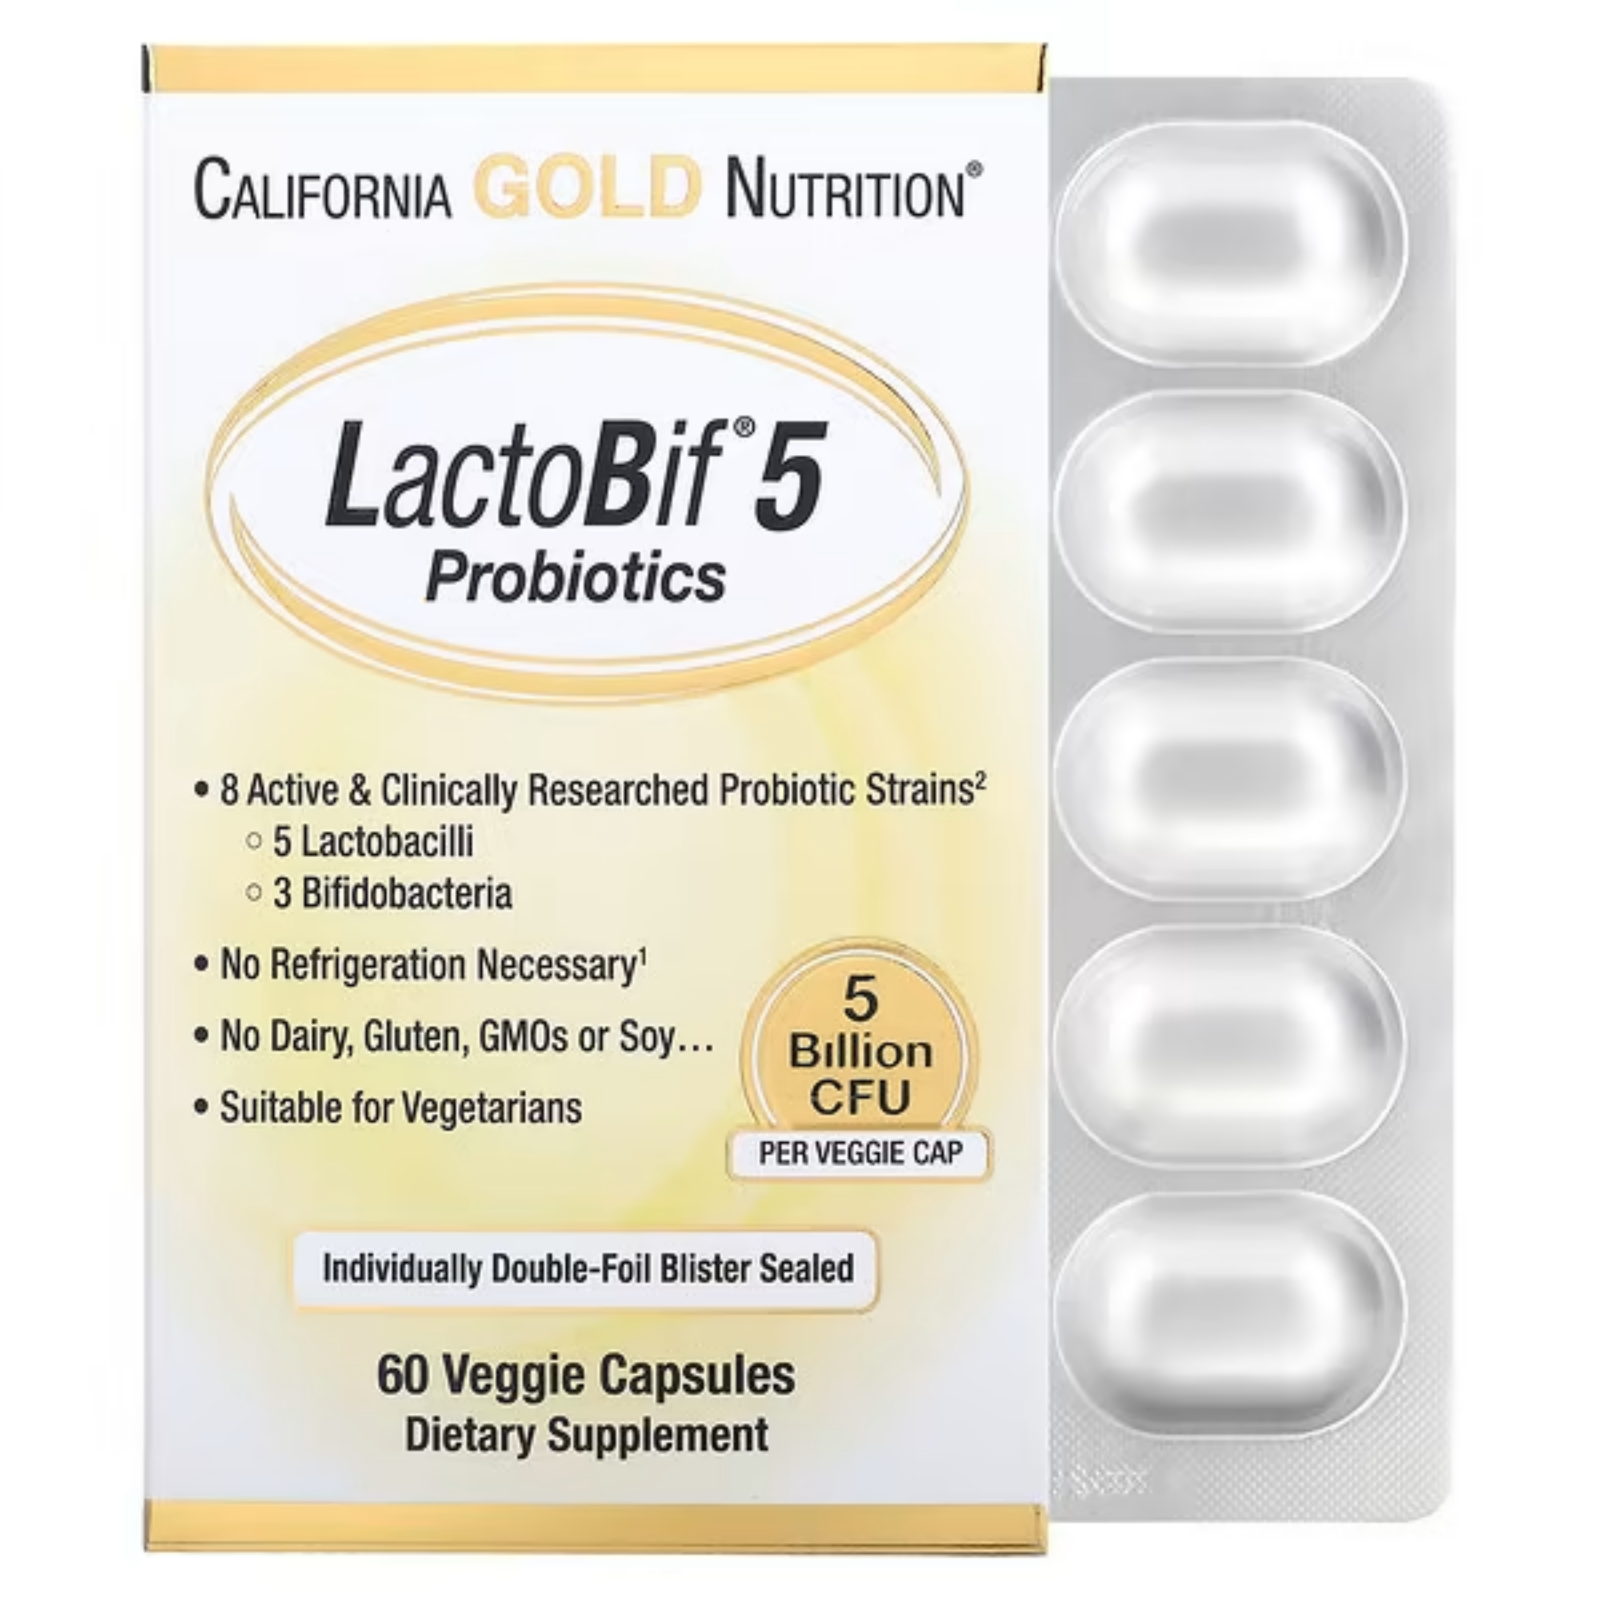 CALIFORNIA GOLD NUTRITION®
LactoBif® 5
Probiotics
• 8 Active & Clinically Researched Probiotic Strains²
○ 5 Lactobacilli
○ 3 Bifidobacteria
• No Refrigeration Necessary¹
• No Dairy, Gluten, GMOs or Soy...
• Suitable for Vegetarians
5
Billion
CFU
PER VEGGIE CAP
Individually Double-Foil Blister Sealed
60 Veggie Capsules
Dietary Supplement